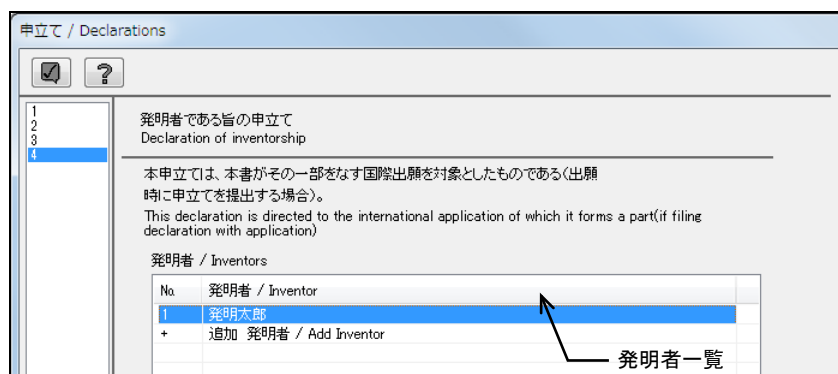 申立て / Declarations
?
1
2
3
4
発明者である旨の申立て
Declaration of inventorship
本申立ては、本書がその一部をなす国際出願を対象としたものである(出願
時に申立てを提出する場合)。
This declaration is directed to the international application of which it forms a part(if filing
declaration with application)
発明者 / Inventors
No. 発明者 / Inventor
1 発明太郎
+ 追加 発明者 / Add Inventor
発明者一覧